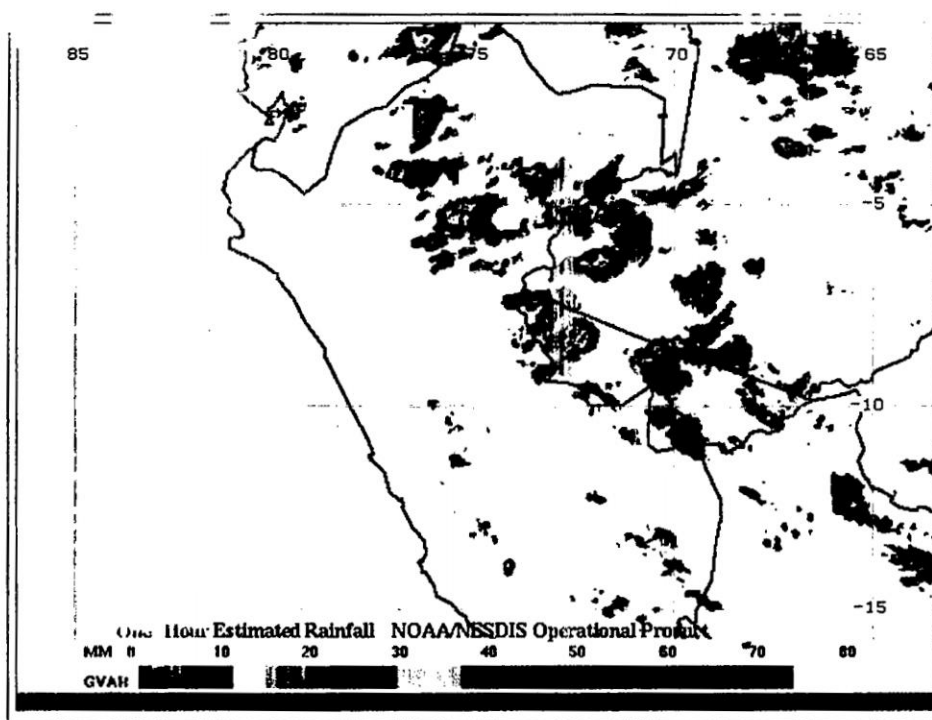 85 80 75 70 65
-5
-10
-15
Hour Estimated Rainfall NOAA/NESDIS Operational
MM 0 10 20 30 40 50 60 70 80
GVAR